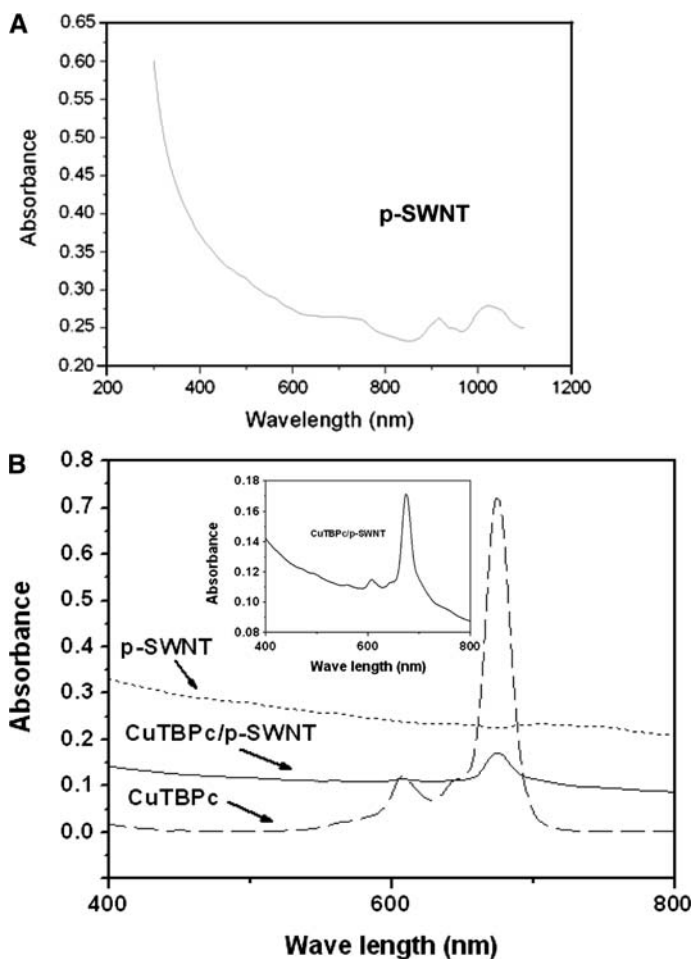 A
0.65
0.60
0.55
0.50
0.45
0.40
0.35
0.30
0.25
0.20
Absorbance
p-SWNT
200 400 600 800 1000 1200
Wavelength (nm)
B
0.8
0.7
0.6
0.5
0.4
0.3
0.2
0.1
0.0
Absorbance
0.18
0.16
0.14
0.12
0.10
0.08
Absorbance
CuTBPc/p-SWNT
400 500 600 700 800
Wave length (nm)
p-SWNT
CuTBPc/p-SWNT
CuTBPc
400 600 800
Wave length (nm)